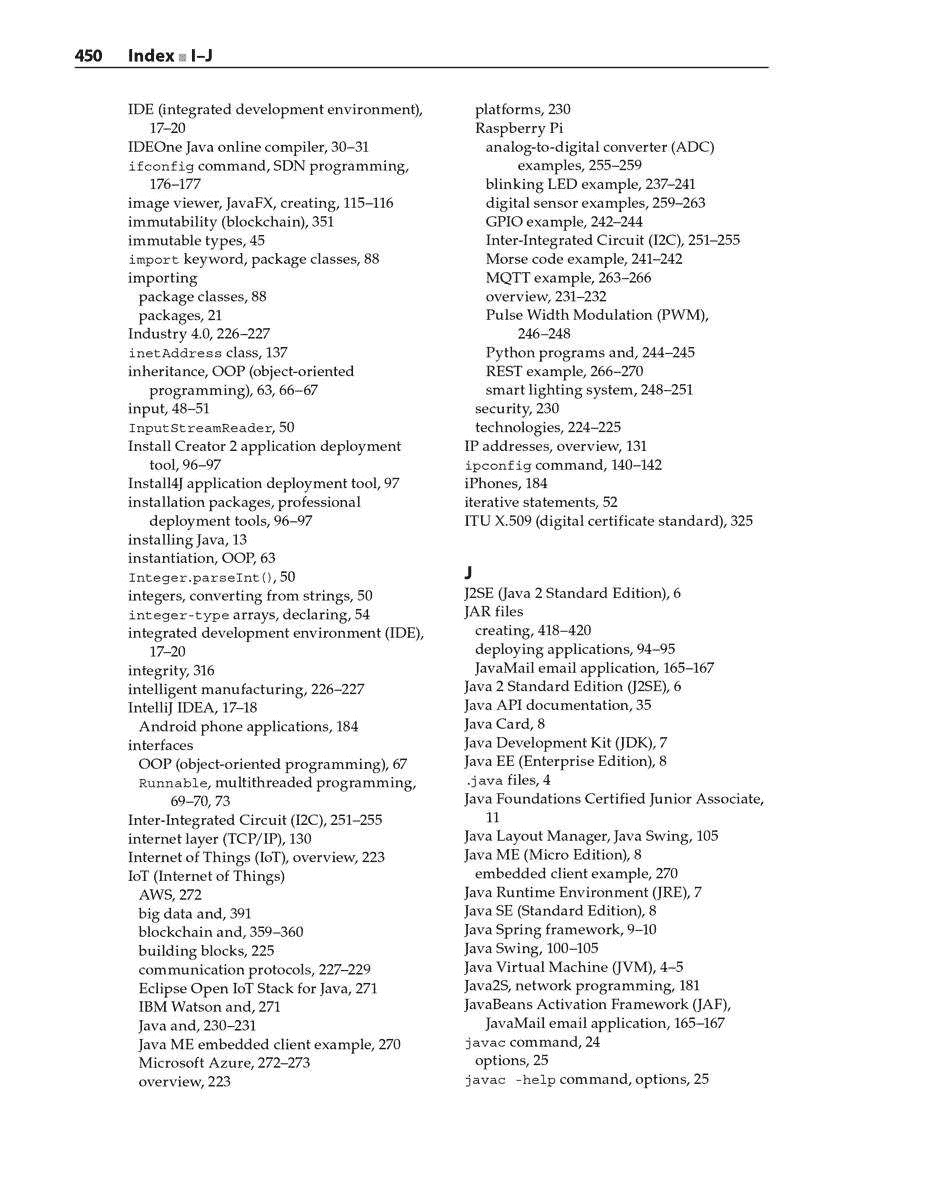 450 Index ■ I–J
IDE (integrated development environment),
17–20
IDEOne Java online compiler, 30–31
ifconfig command, SDN programming,
176–177
image viewer, JavaFX, creating, 115–116
immutability (blockchain), 351
immutable types, 45
import keyword, package classes, 88
importing
package classes, 88
packages, 21
Industry 4.0, 226–227
inetAddress class, 137
inheritance, OOP (object-oriented
programming), 63, 66–67
input, 48–51
InputStreamReader, 50
Install Creator 2 application deployment
tool, 96–97
Install4J application deployment tool, 97
installation packages, professional
deployment tools, 96–97
installing Java, 13
instantiation, OOP, 63
Integer.parseInt(), 50
integers, converting from strings, 50
integer-type arrays, declaring, 54
integrated development environment (IDE),
17–20
integrity, 316
intelligent manufacturing, 226–227
IntelliJ IDEA, 17–18
Android phone applications, 184
interfaces
OOP (object-oriented programming), 67
Runnable, multithreaded programming,
69–70, 73
Inter-Integrated Circuit (I2C), 251–255
internet layer (TCP/IP), 130
Internet of Things (IoT), overview, 223
IoT (Internet of Things)
AWS, 272
big data and, 391
blockchain and, 359–360
building blocks, 225
communication protocols, 227–229
Eclipse Open IoT Stack for Java, 271
IBM Watson and, 271
Java and, 230–231
Java ME embedded client example, 270
Microsoft Azure, 272–273
overview, 223
platforms, 230
Raspberry Pi
analog-to-digital converter (ADC)
examples, 255–259
blinking LED example, 237–241
digital sensor examples, 259–263
GPIO example, 242–244
Inter-Integrated Circuit (I2C), 251–255
Morse code example, 241–242
MQTT example, 263–266
overview, 231–232
Pulse Width Modulation (PWM),
246–248
Python programs and, 244–245
REST example, 266–270
smart lighting system, 248–251
security, 230
technologies, 224–225
IP addresses, overview, 131
ipconfig command, 140–142
iPhones, 184
iterative statements, 52
ITU X.509 (digital certificate standard), 325
J
J2SE (Java 2 Standard Edition), 6
JAR files
creating, 418–420
deploying applications, 94–95
JavaMail email application, 165–167
Java 2 Standard Edition (J2SE), 6
Java API documentation, 35
Java Card, 8
Java Development Kit (JDK), 7
Java EE (Enterprise Edition), 8
.java files, 4
Java Foundations Certified Junior Associate,
11
Java Layout Manager, Java Swing, 105
Java ME (Micro Edition), 8
embedded client example, 270
Java Runtime Environment (JRE), 7
Java SE (Standard Edition), 8
Java Spring framework, 9–10
Java Swing, 100–105
Java Virtual Machine (JVM), 4–5
Java2S, network programming, 181
JavaBeans Activation Framework (JAF),
JavaMail email application, 165–167
javac command, 24
options, 25
javac -help command, options, 25